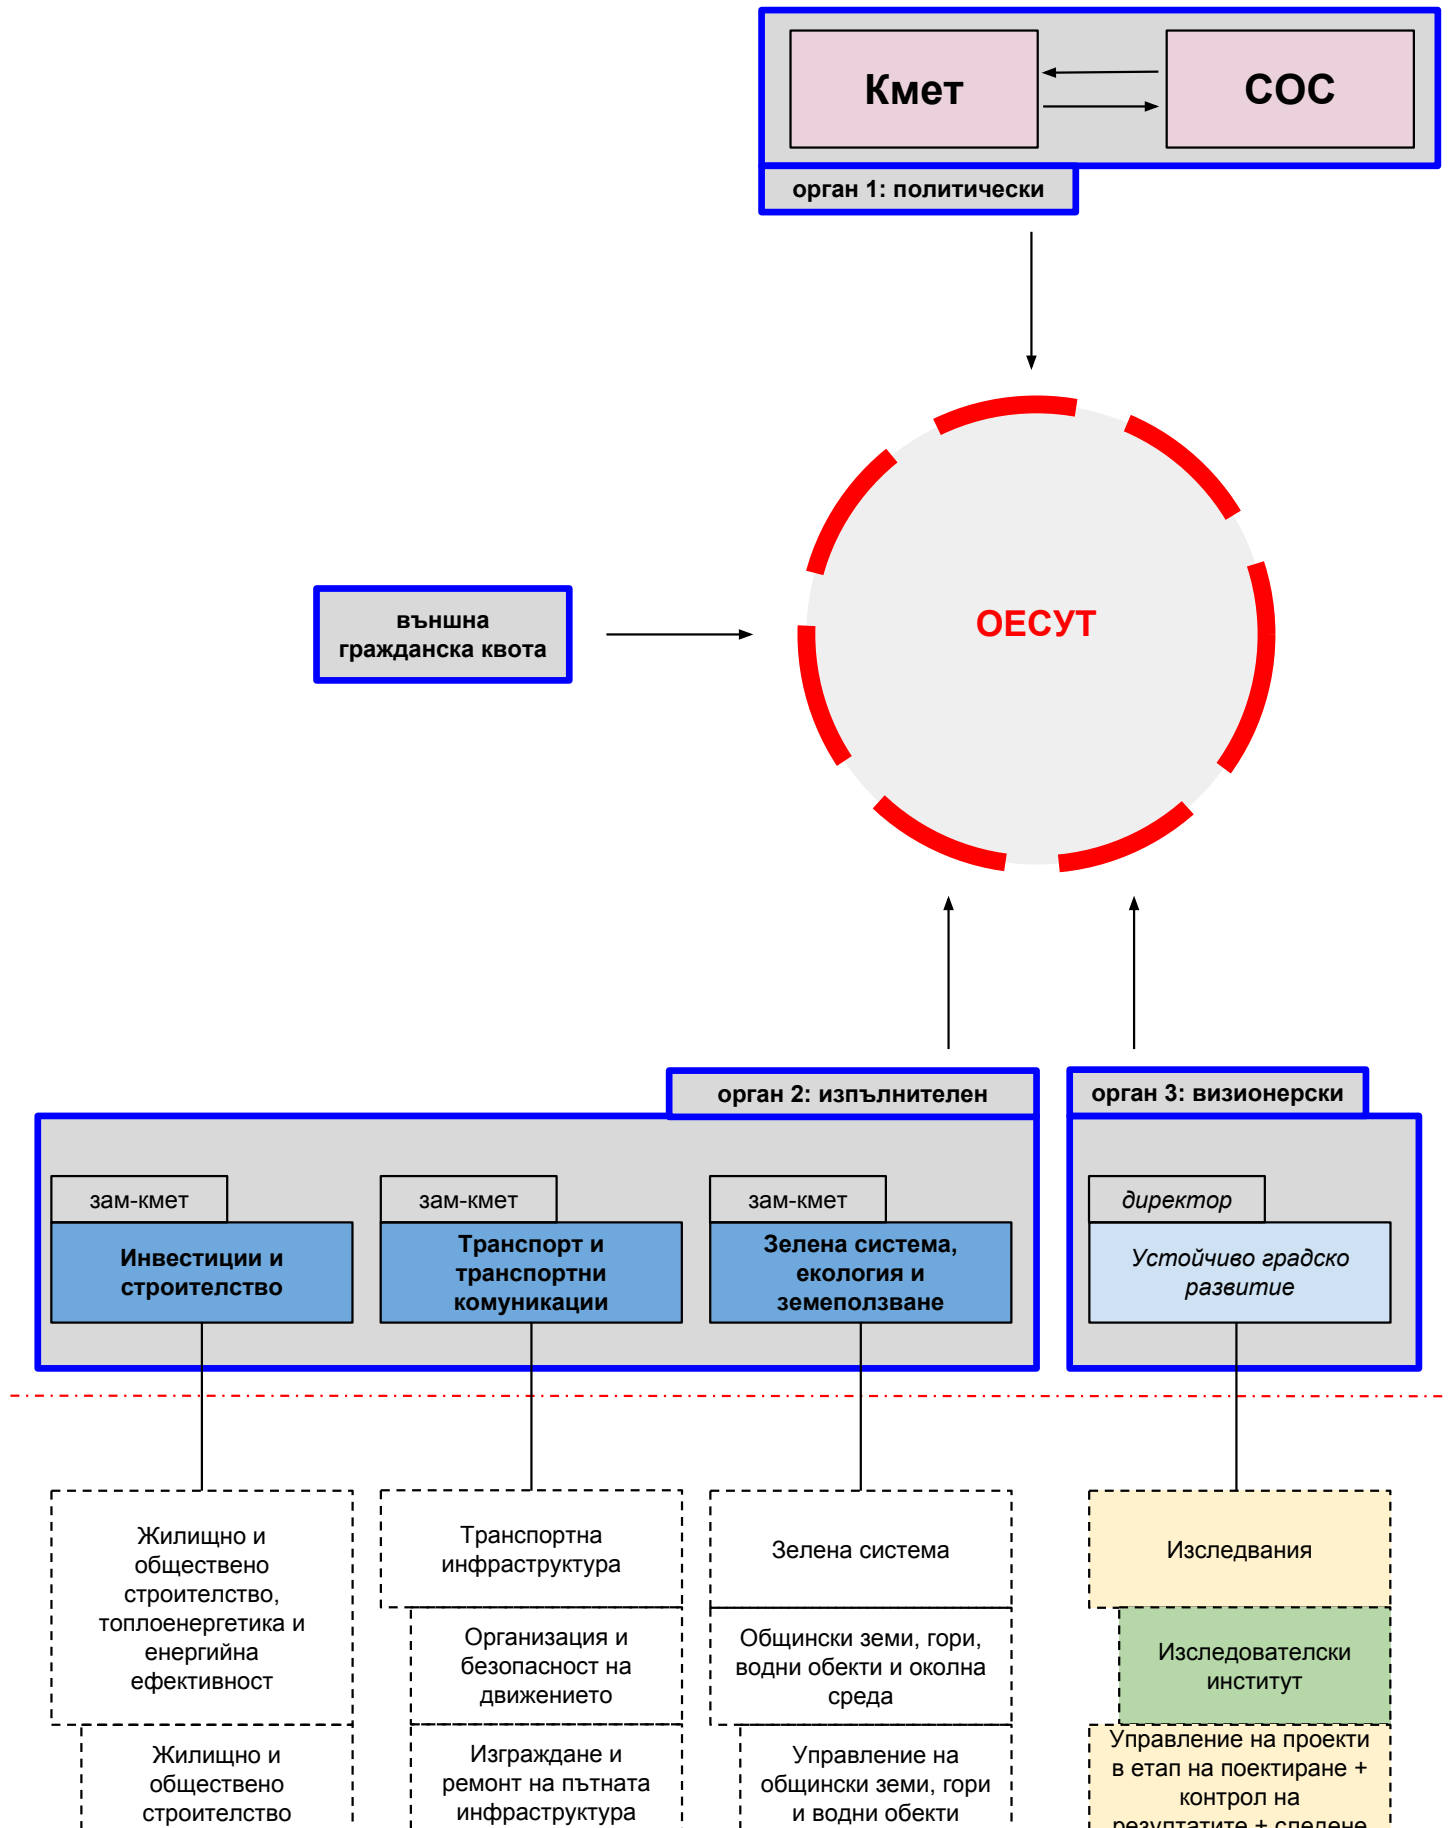 Кмет
СОС
орган 1: политически
ОЕСУТ
външна
гражданска квота
орган 2: изпълнителен
орган 3: визионерски
зам-кмет
Инвестиции и
строителство
зам-кмет
Транспорт и
транспортни
комуникации
зам-кмет
Зелена система,
екология и
земеползване
директор
Устойчиво градско
развитие
Жилищно и
обществено
строителство,
топлоенергетика и
енергийна
ефективност
Жилищно и
обществено
строителство
Транспортна
инфраструктура
Организация и
безопасност на
движението
Изграждане и
ремонт на пътната
инфраструктура
Зелена система
Общински земи, гори,
водни обекти и околна
среда
Управление на
общински земи, гори
и водни обекти
Изследвания
Изследователски
институт
Управление на проекти
в етап на поектиране +
контрол на
резултатите + следене